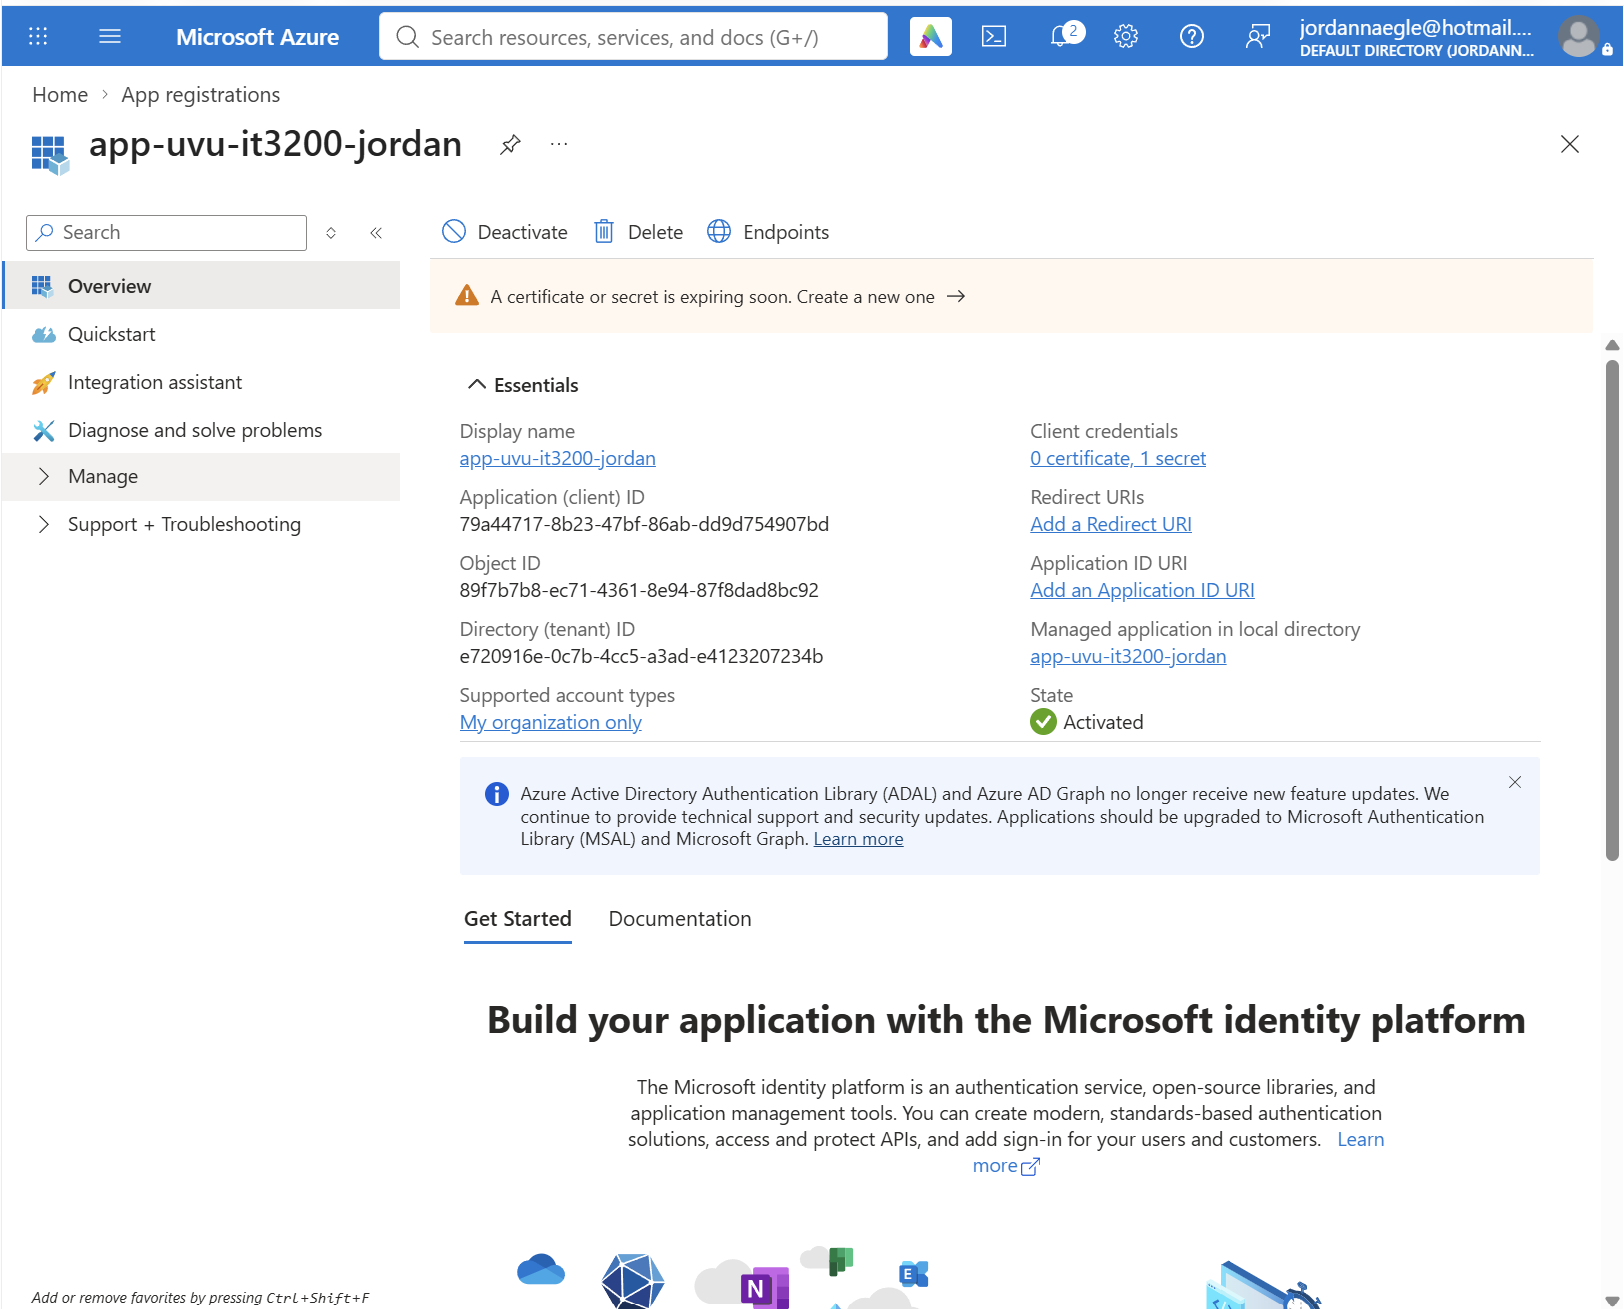 Microsoft Azure
Search resources, services, and docs (G+/)
2
jordannaegle@hotmail....
DEFAULT DIRECTORY (JORDANN...
Home > App registrations
app-uvu-it3200-jordan
...
Search
Overview
Quickstart
Integration assistant
Diagnose and solve problems
Manage
Support + Troubleshooting
Deactivate
Delete
Endpoints
A certificate or secret is expiring soon. Create a new one →
Essentials
Display name
app-uvu-it3200-jordan
Application (client) ID
79a44717-8b23-47bf-86ab-dd9d754907bd
Object ID
89f7b7b8-ec71-4361-8e94-87f8dad8bc92
Directory (tenant) ID
e720916e-0c7b-4cc5-a3ad-e4123207234b
Supported account types
My organization only
Client credentials
0 certificate, 1 secret
Redirect URIs
Add a Redirect URI
Application ID URI
Add an Application ID URI
Managed application in local directory
app-uvu-it3200-jordan
State
Activated
Azure Active Directory Authentication Library (ADAL) and Azure AD Graph no longer receive new feature updates. We
continue to provide technical support and security updates. Applications should be upgraded to Microsoft Authentication
Library (MSAL) and Microsoft Graph. Learn more
Get Started
Documentation
Build your application with the Microsoft identity platform
The Microsoft identity platform is an authentication service, open-source libraries, and
application management tools. You can create modern, standards-based authentication
solutions, access and protect APIs, and add sign-in for your users and customers. Learn
more
N
E
Add or remove favorites by pressing Ctrl+Shift+F